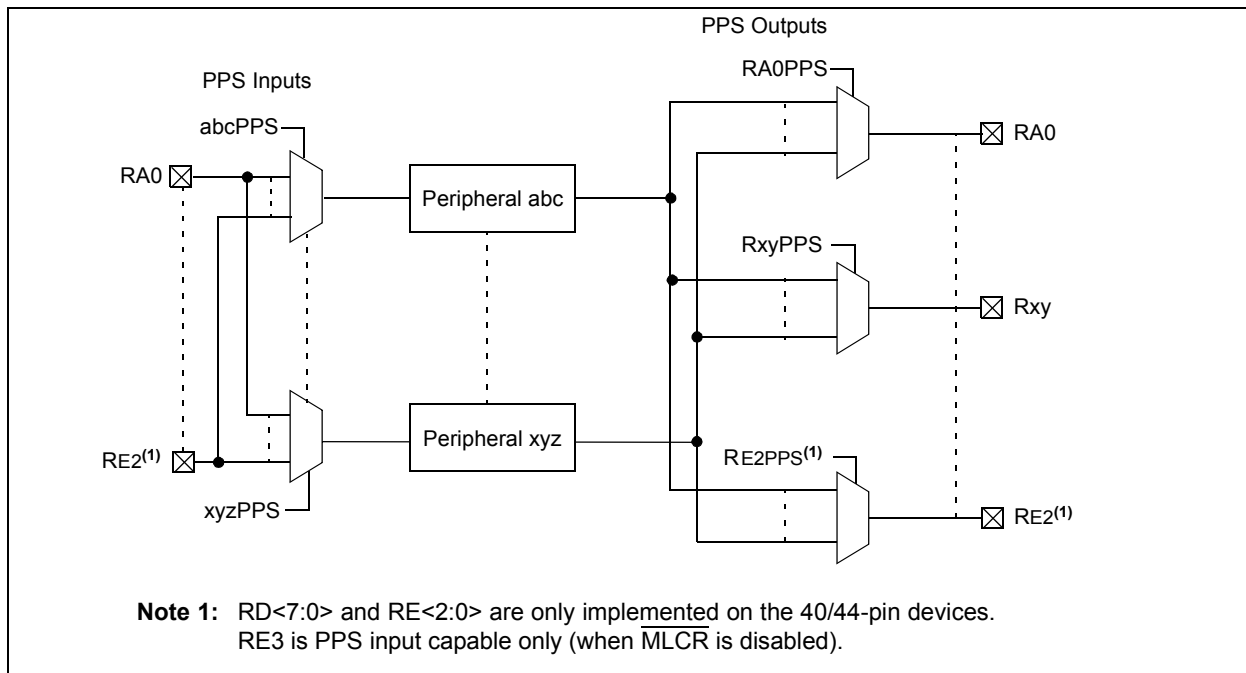 PPS Outputs
RA0PPS
PPS Inputs
abcPPS
RA0
RA0
Peripheral abc
RxyPPS
Rxy
Peripheral xyz
RE2(1)
RE2PPS(1)
xyzPPS
RE2(1)
Note 1: RD<7:0> and RE<2:0> are only implemented on the 40/44-pin devices.
RE3 is PPS input capable only (when MLCR is disabled).